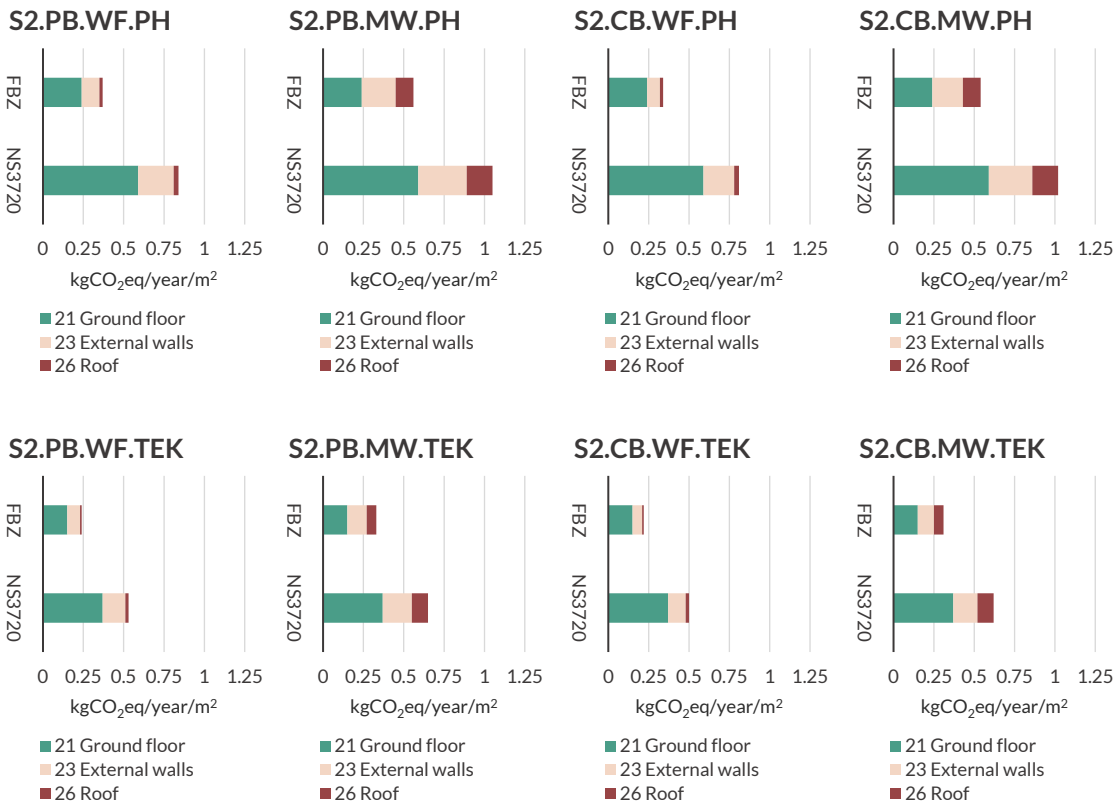 S2.PB.WF.PH
FBZ
NS3720
0 0.25 0.5 0.75 1 1.25
kgCO₂eq/year/m²
21 Ground floor
23 External walls
26 Roof
S2.PB.MW.PH
FBZ
NS3720
0 0.25 0.5 0.75 1 1.25
kgCO₂eq/year/m²
21 Ground floor
23 External walls
26 Roof
S2.CB.WF.PH
FBZ
NS3720
0 0.25 0.5 0.75 1 1.25
kgCO₂eq/year/m²
21 Ground floor
23 External walls
26 Roof
S2.CB.MW.PH
FBZ
NS3720
0 0.25 0.5 0.75 1 1.25
kgCO₂eq/year/m²
21 Ground floor
23 External walls
26 Roof
S2.PB.WF.TEK
FBZ
NS3720
0 0.25 0.5 0.75 1 1.25
kgCO₂eq/year/m²
21 Ground floor
23 External walls
26 Roof
S2.PB.MW.TEK
FBZ
NS3720
0 0.25 0.5 0.75 1 1.25
kgCO₂eq/year/m²
21 Ground floor
23 External walls
26 Roof
S2.CB.WF.TEK
FBZ
NS3720
0 0.25 0.5 0.75 1 1.25
kgCO₂eq/year/m²
21 Ground floor
23 External walls
26 Roof
S2.CB.MW.TEK
FBZ
NS3720
0 0.25 0.5 0.75 1 1.25
kgCO₂eq/year/m²
21 Ground floor
23 External walls
26 Roof